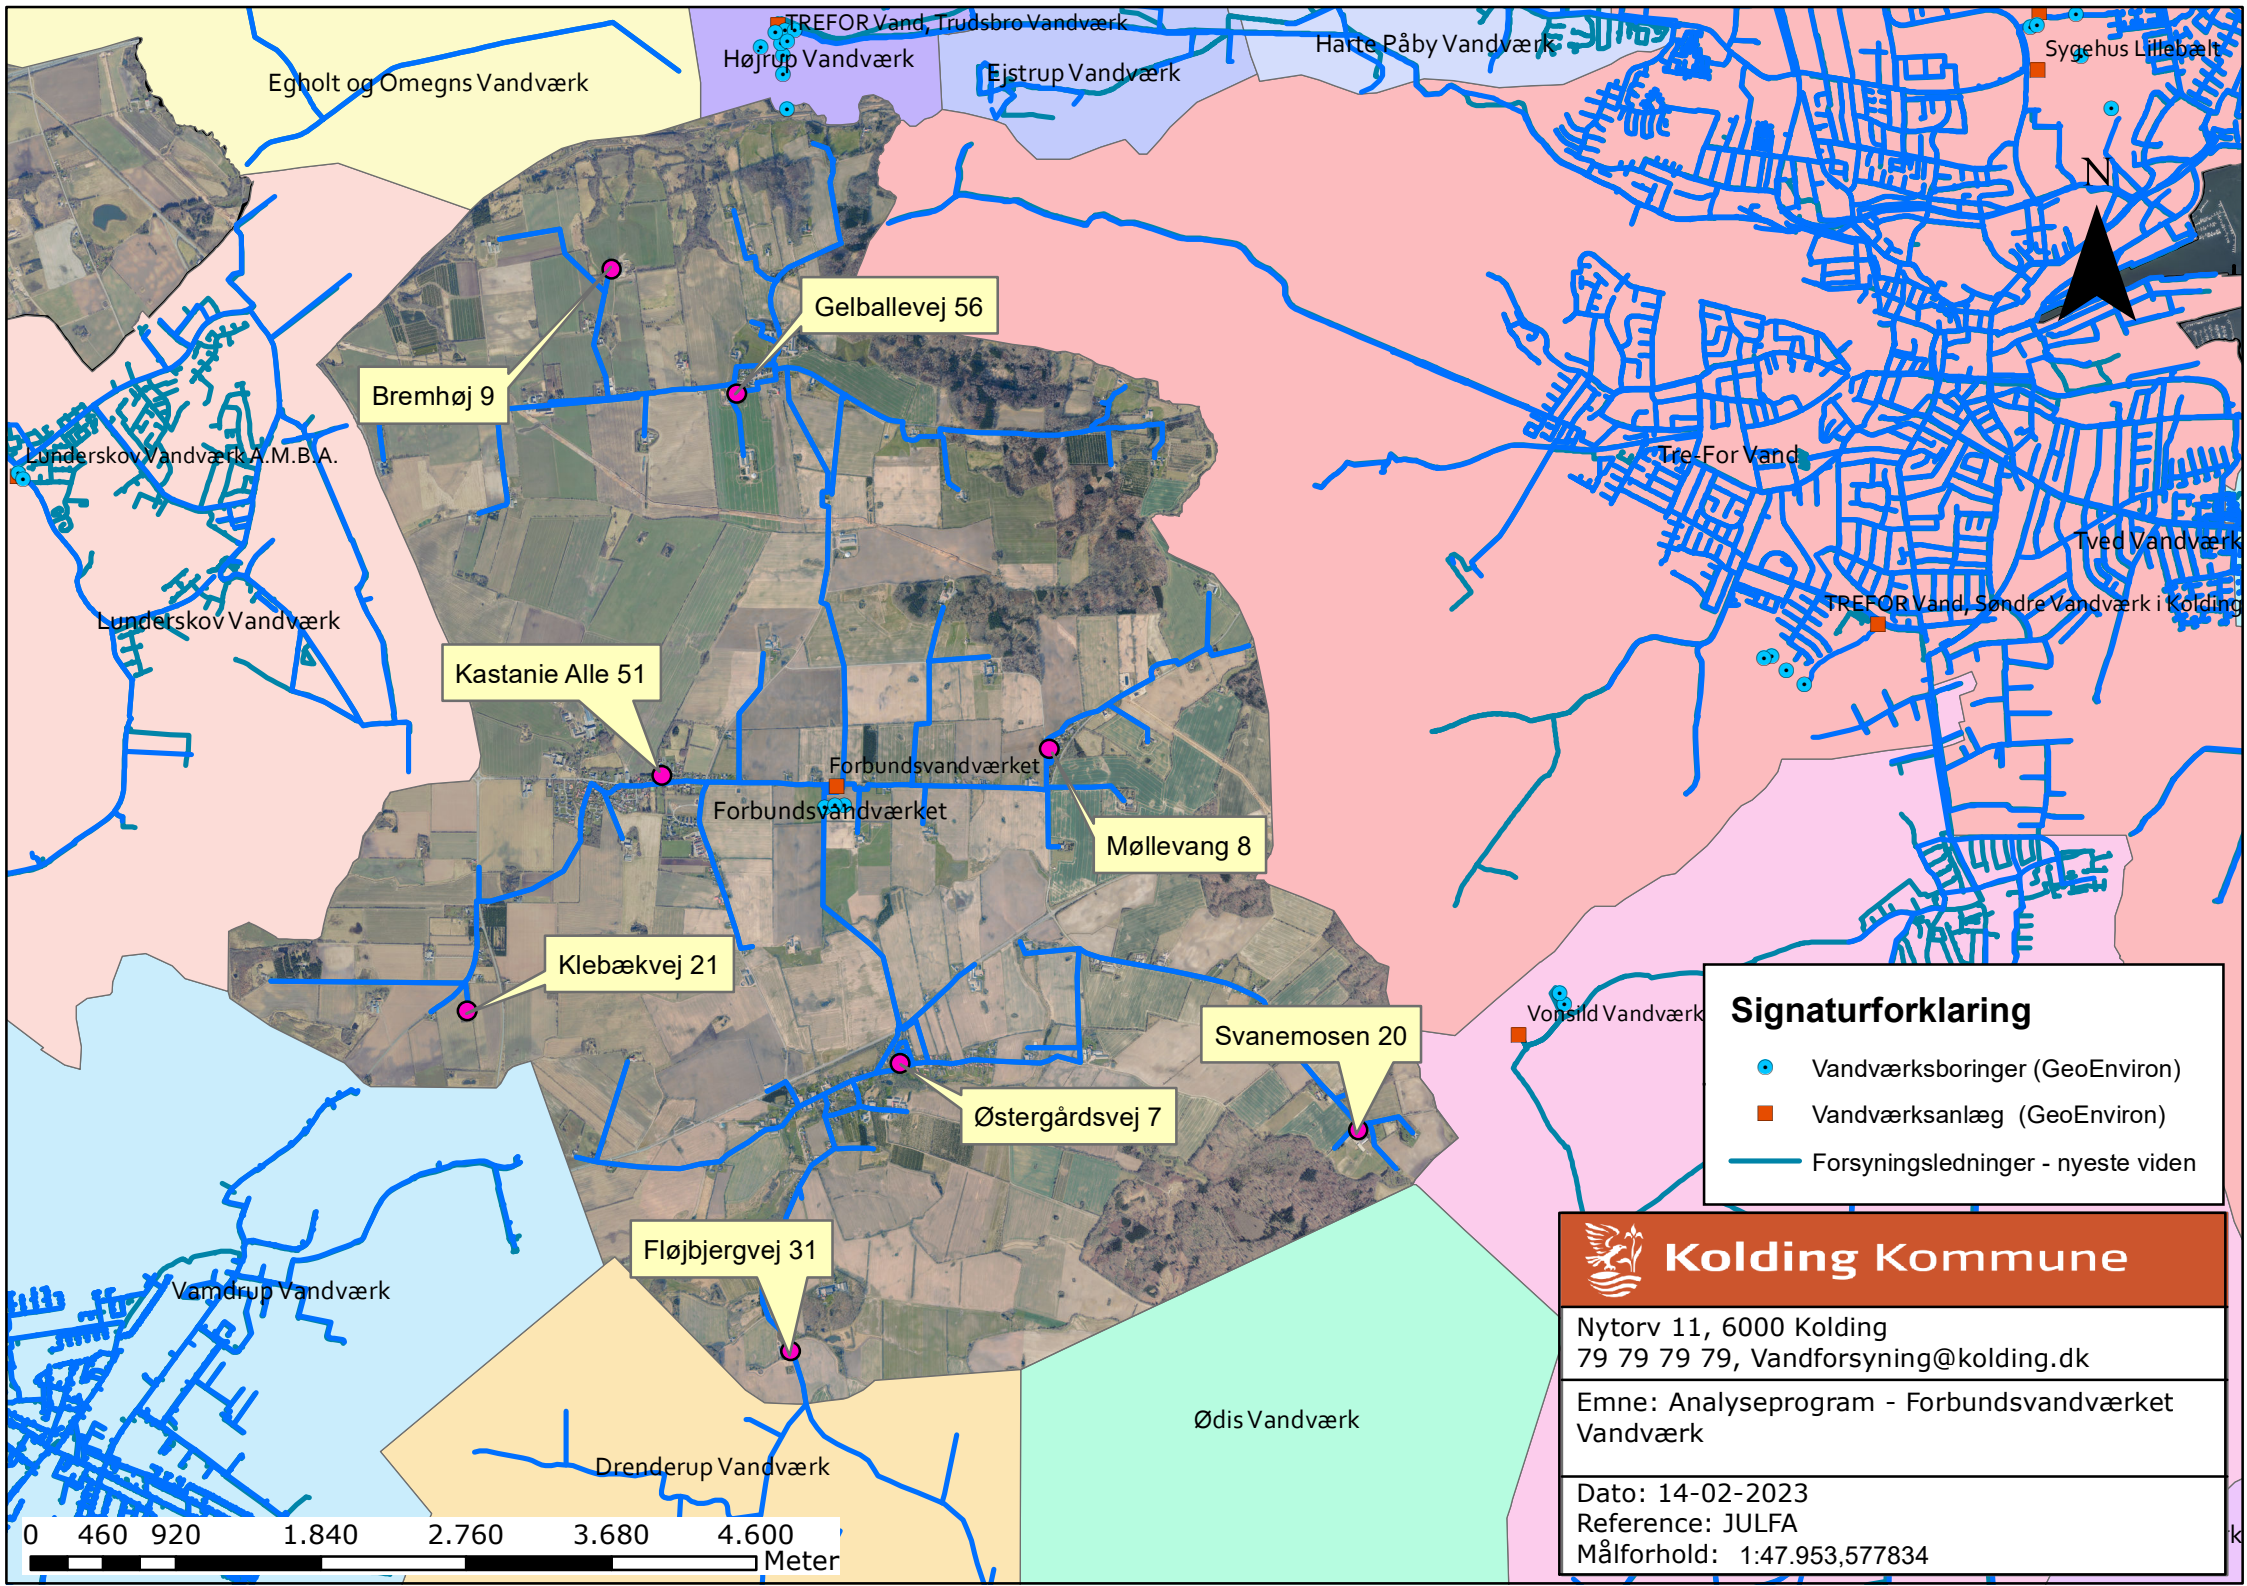 TREFOR Vand, Trudsbro Vandværk
Højrup Vandværk
Egholt og Omegns Vandværk
Ejstrup Vandværk
Harte Påby Vandværk
Sygehus Lillebælt
N
Gelballevej 56
Bremhøj 9
Lunderskov Vandværk A.M.B.A.
Tre-For Vand
Tved Vandværk
Lunderskov Vandværk
TREFOR Vand, Søndre Vandværk i Kolding
Kastanie Alle 51
Forbundsvandværket
Forbundsvandværket
Møllevang 8
Klebækvej 21
Svanemosen 20
Vonsild Vandværk
Østergårdsvej 7
Fløjbjergvej 31
Vamdrup Vandværk
Ødis Vandværk
Drenderup Vandværk
Signaturforklaring
Vandværksboringer (GeoEnviron)
Vandværksanlæg (GeoEnviron)
Forsyningsledninger - nyeste viden
Kolding Kommune
Nytorv 11, 6000 Kolding
79 79 79 79, Vandforsyning@kolding.dk
Emne: Analyseprogram - Forbundsvandværket
Vandværk
Dato: 14-02-2023
Reference: JULFA
Målforhold: 1:47.953,577834
0 460 920 1.840 2.760 3.680 4.600
Meter